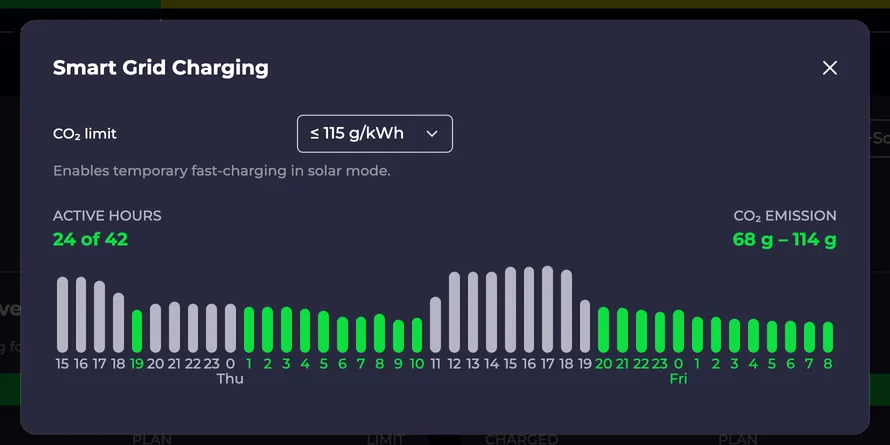 Smart Grid Charging
CO₂ limit
≤ 115 g/kWh
Enables temporary fast-charging in solar mode.
ACTIVE HOURS
CO₂ EMISSION
24 of 42
68 g – 114 g
15 16 17 18 19 20 21 22 23 0 1 2 3 4 5 6 7 8 9 10 11 12 13 14 15 16 17 18 19 20 21 22 23 0 1 2 3 4 5 6 7 8
Thu
Fri
PLAN
LIMIT
CHARGED
PLAN